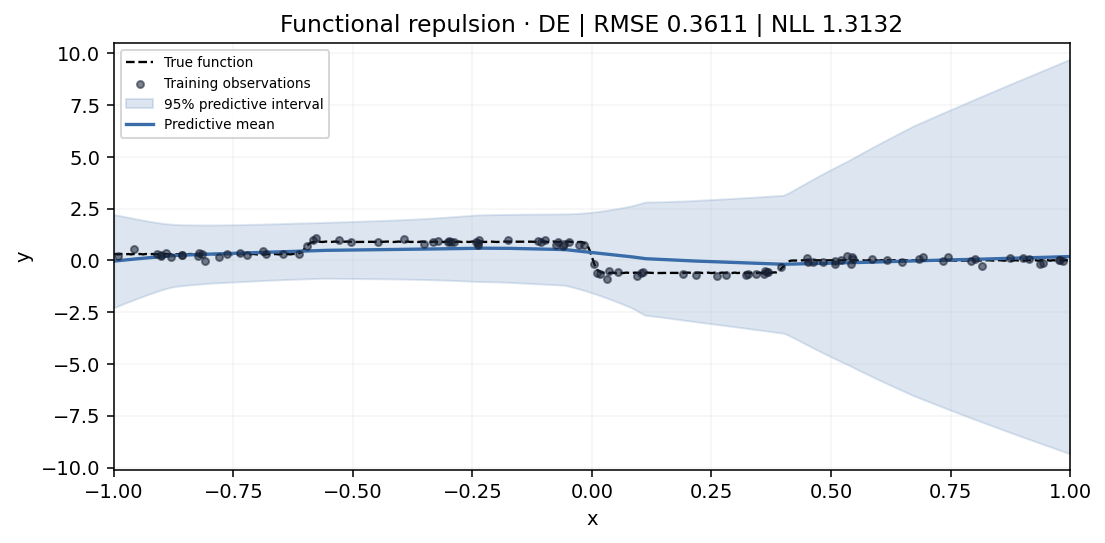 Functional repulsion · DE | RMSE 0.3611 | NLL 1.3132
10.0
7.5
5.0
2.5
0.0
−2.5
−5.0
−7.5
−10.0
y
True function
Training observations
95% predictive interval
Predictive mean
−1.00 −0.75 −0.50 −0.25 0.00 0.25 0.50 0.75 1.00
x